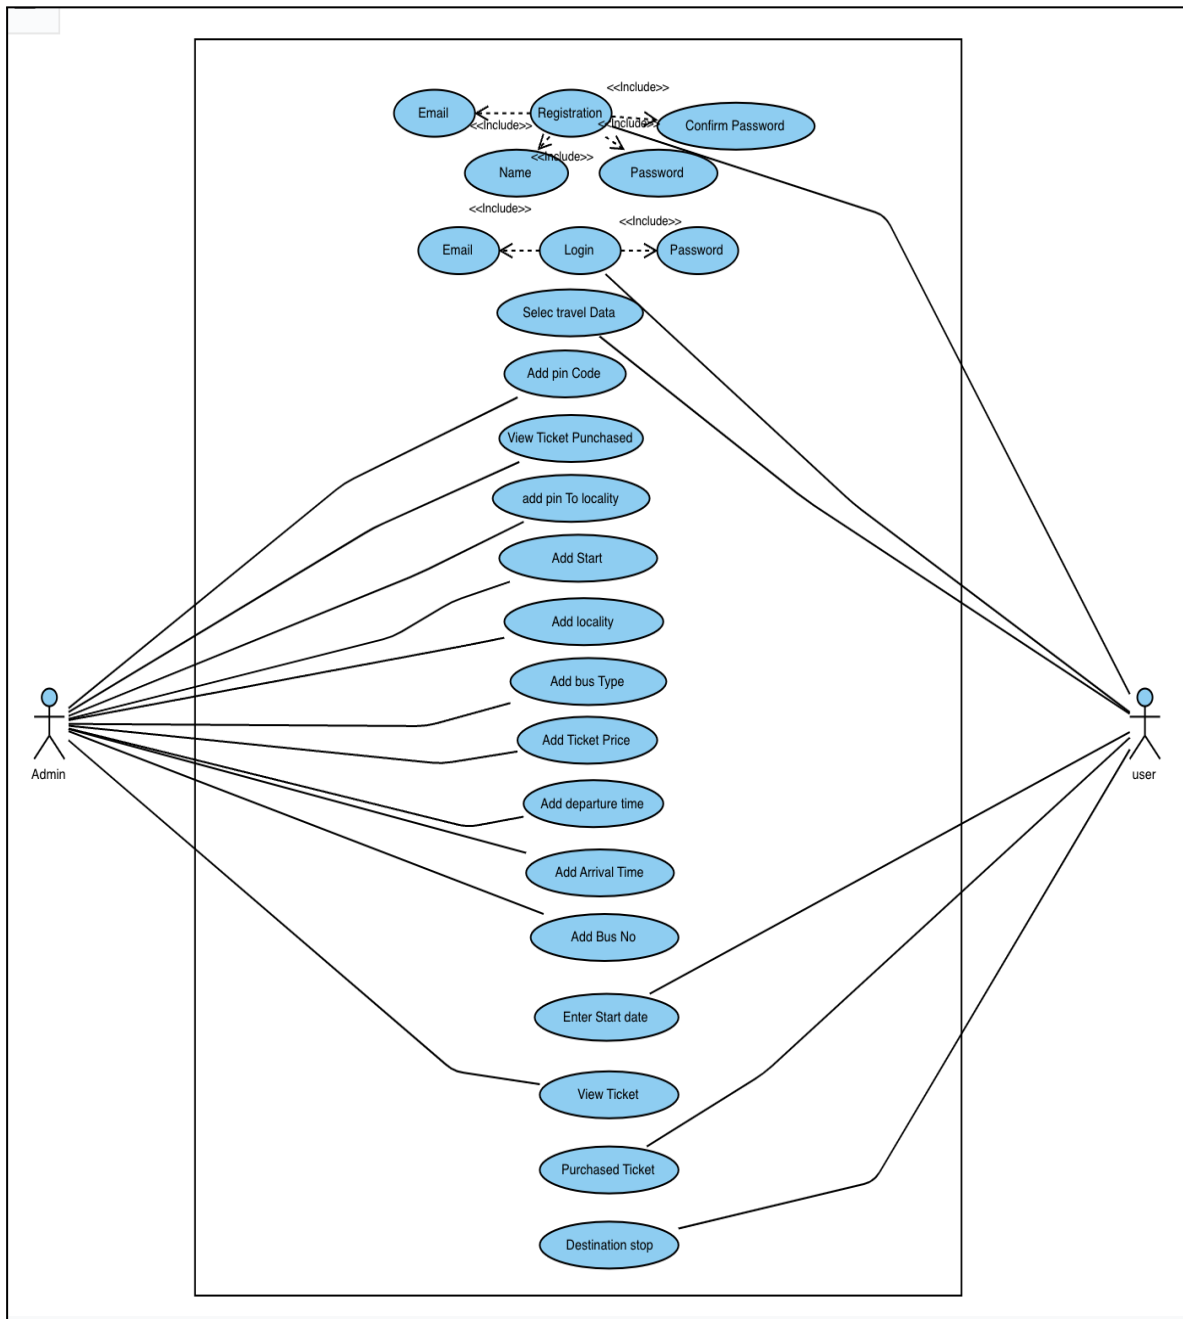 <<Include>>
Email
Registration
<<Include>>
<<Include>>
Confirm Password
<<Include>>
Name
Password
<<Include>>
<<Include>>
Email
Login
Password
Selec travel Data
Add pin Code
View Ticket Punchased
add pin To locality
Add Start
Add locality
Add bus Type
Add Ticket Price
Admin
user
Add departure time
Add Arrival Time
Add Bus No
Enter Start date
View Ticket
Purchased Ticket
Destination stop